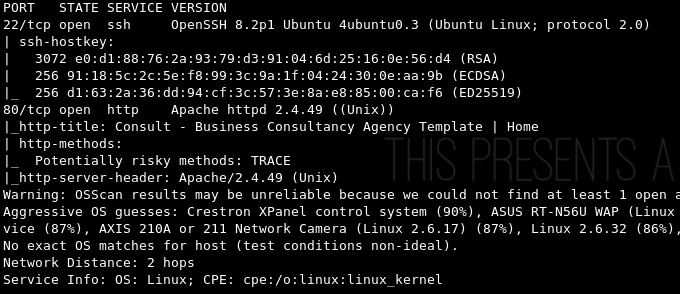 PORT   STATE SERVICE VERSION
22/tcp open  ssh     OpenSSH 8.2p1 Ubuntu 4ubuntu0.3 (Ubuntu Linux; protocol 2.0)
| ssh-hostkey:
|   3072 e0:d1:88:76:2a:93:79:d3:91:04:6d:25:16:0e:56:d4 (RSA)
|   256 91:18:5c:2c:5e:f8:99:3c:9a:1f:04:24:30:0e:aa:9b (ECDSA)
|_  256 d1:63:2a:36:dd:94:cf:3c:57:3e:8a:e8:85:00:ca:f6 (ED25519)
80/tcp open  http    Apache httpd 2.4.49 ((Unix))
|_http-title: Consult - Business Consultancy Agency Template | Home
| http-methods:
|_  Potentially risky methods: TRACE
THIS PRESENTS A
|_http-server-header: Apache/2.4.49 (Unix)
Warning: OSScan results may be unreliable because we could not find at least 1 open a
Aggressive OS guesses: Crestron XPanel control system (90%), ASUS RT-N56U WAP (Linux
vice (87%), AXIS 210A or 211 Network Camera (Linux 2.6.17) (87%), Linux 2.6.32 (86%),
No exact OS matches for host (test conditions non-ideal).
Network Distance: 2 hops
Service Info: OS: Linux; CPE: cpe:/o:linux:linux_kernel